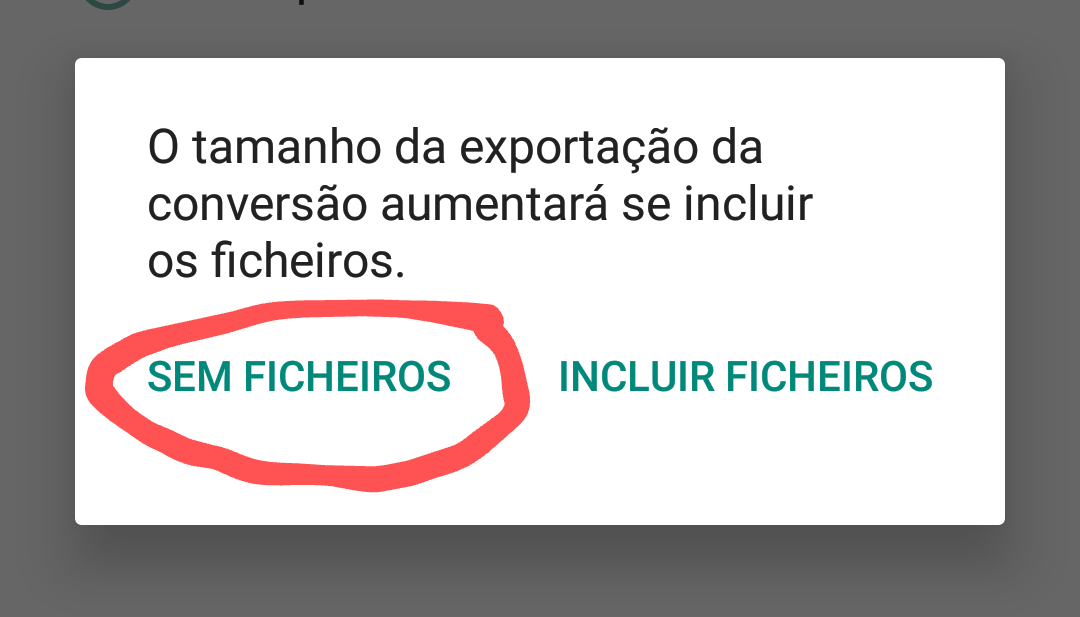 O tamanho da exportação da
conversão aumentará se incluir
os ficheiros.
SEM FICHEIROS INCLUIR FICHEIROS